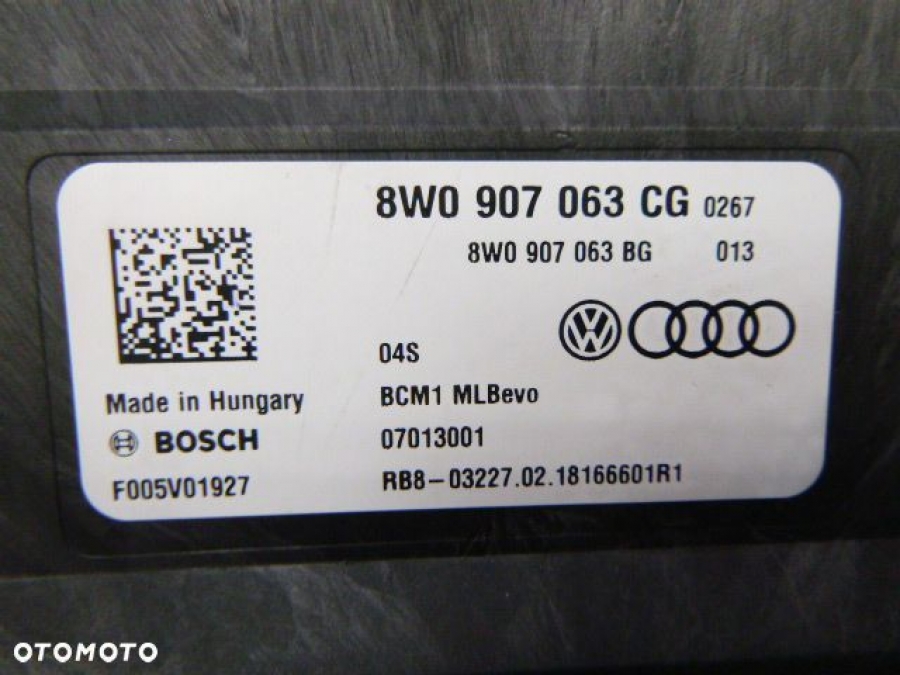 8W0 907 063 CG 0267
8W0 907 063 BG 013
04S
Made in Hungary
BCM1 MLBevo
BOSCH
07013001
F005V01927
RB8-03227.02.18166601R1
OTOMOTO